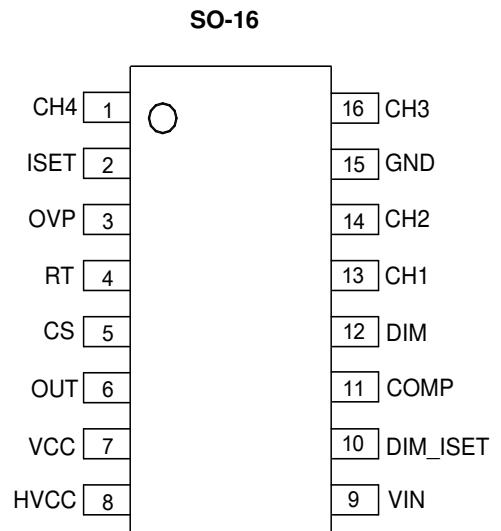 SO-16
CH4 1 16 CH3
ISET 2 15 GND
OVP 3 14 CH2
RT 4 13 CH1
CS 5 12 DIM
OUT 6 11 COMP
VCC 7 10 DIM_ISET
HVCC 8 9 VIN